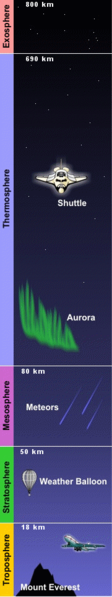 800 km
Exosphere
690 km
Thermosphere
Shuttle
Aurora
80 km
Mesosphere
Meteors
50 km
Stratosphere
Weather Balloon
18 km
Troposphere
Mount Everest